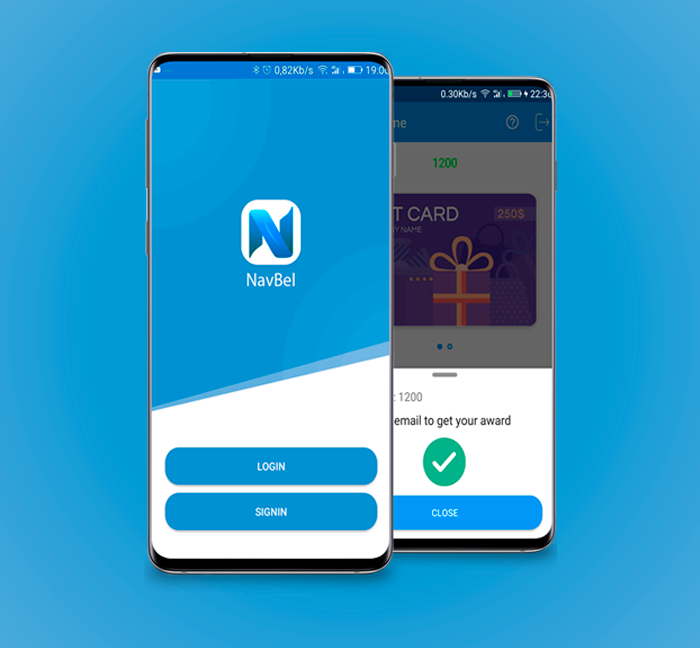 0,82Kb/s
19:0
NavBel
LOGIN
SIGNIN
0.30Kb/s
22:3
ne
1200
T CARD
250$
Y NAME
: 1200
email to get your award
CLOSE